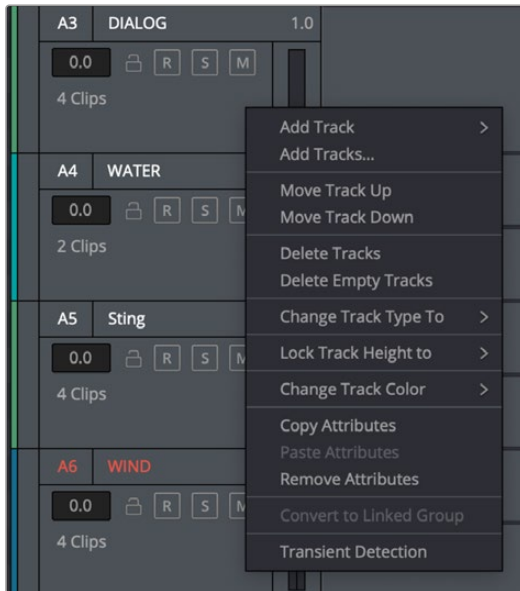 A3 DIALOG 1.0
0.0 R S M
4 Clips
A4 WATER
0.0 R S M
2 Clips
A5 Sting
0.0 R S M
4 Clips
A6 WIND
0.0 R S M
4 Clips
Add Track >
Add Tracks...
Move Track Up
Move Track Down
Delete Tracks
Delete Empty Tracks
Change Track Type To >
Lock Track Height to >
Change Track Color >
Copy Attributes
Paste Attributes
Remove Attributes
Convert to Linked Group
Transient Detection